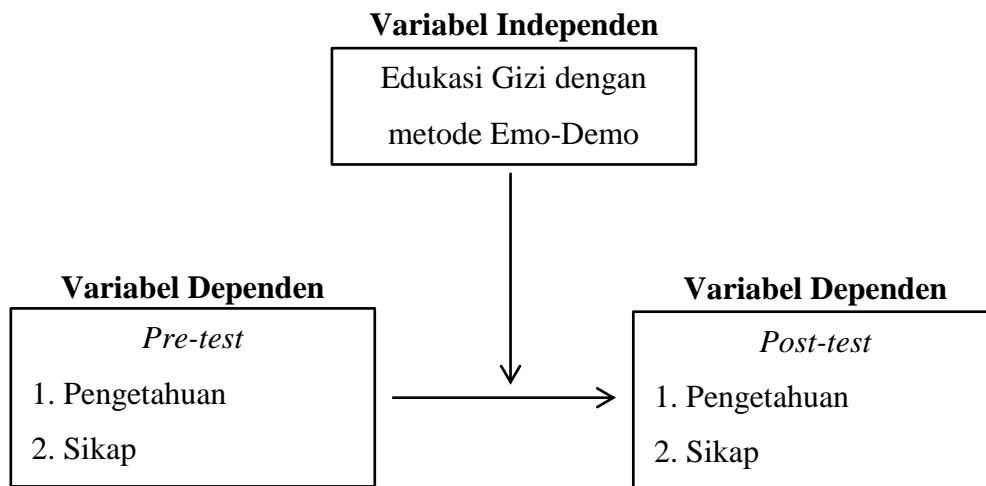 Variabel Independen
Edukasi Gizi dengan
metode Emo-Demo
Variabel Dependen
Pre-test
1. Pengetahuan
2. Sikap
Variabel Dependen
Post-test
1. Pengetahuan
2. Sikap